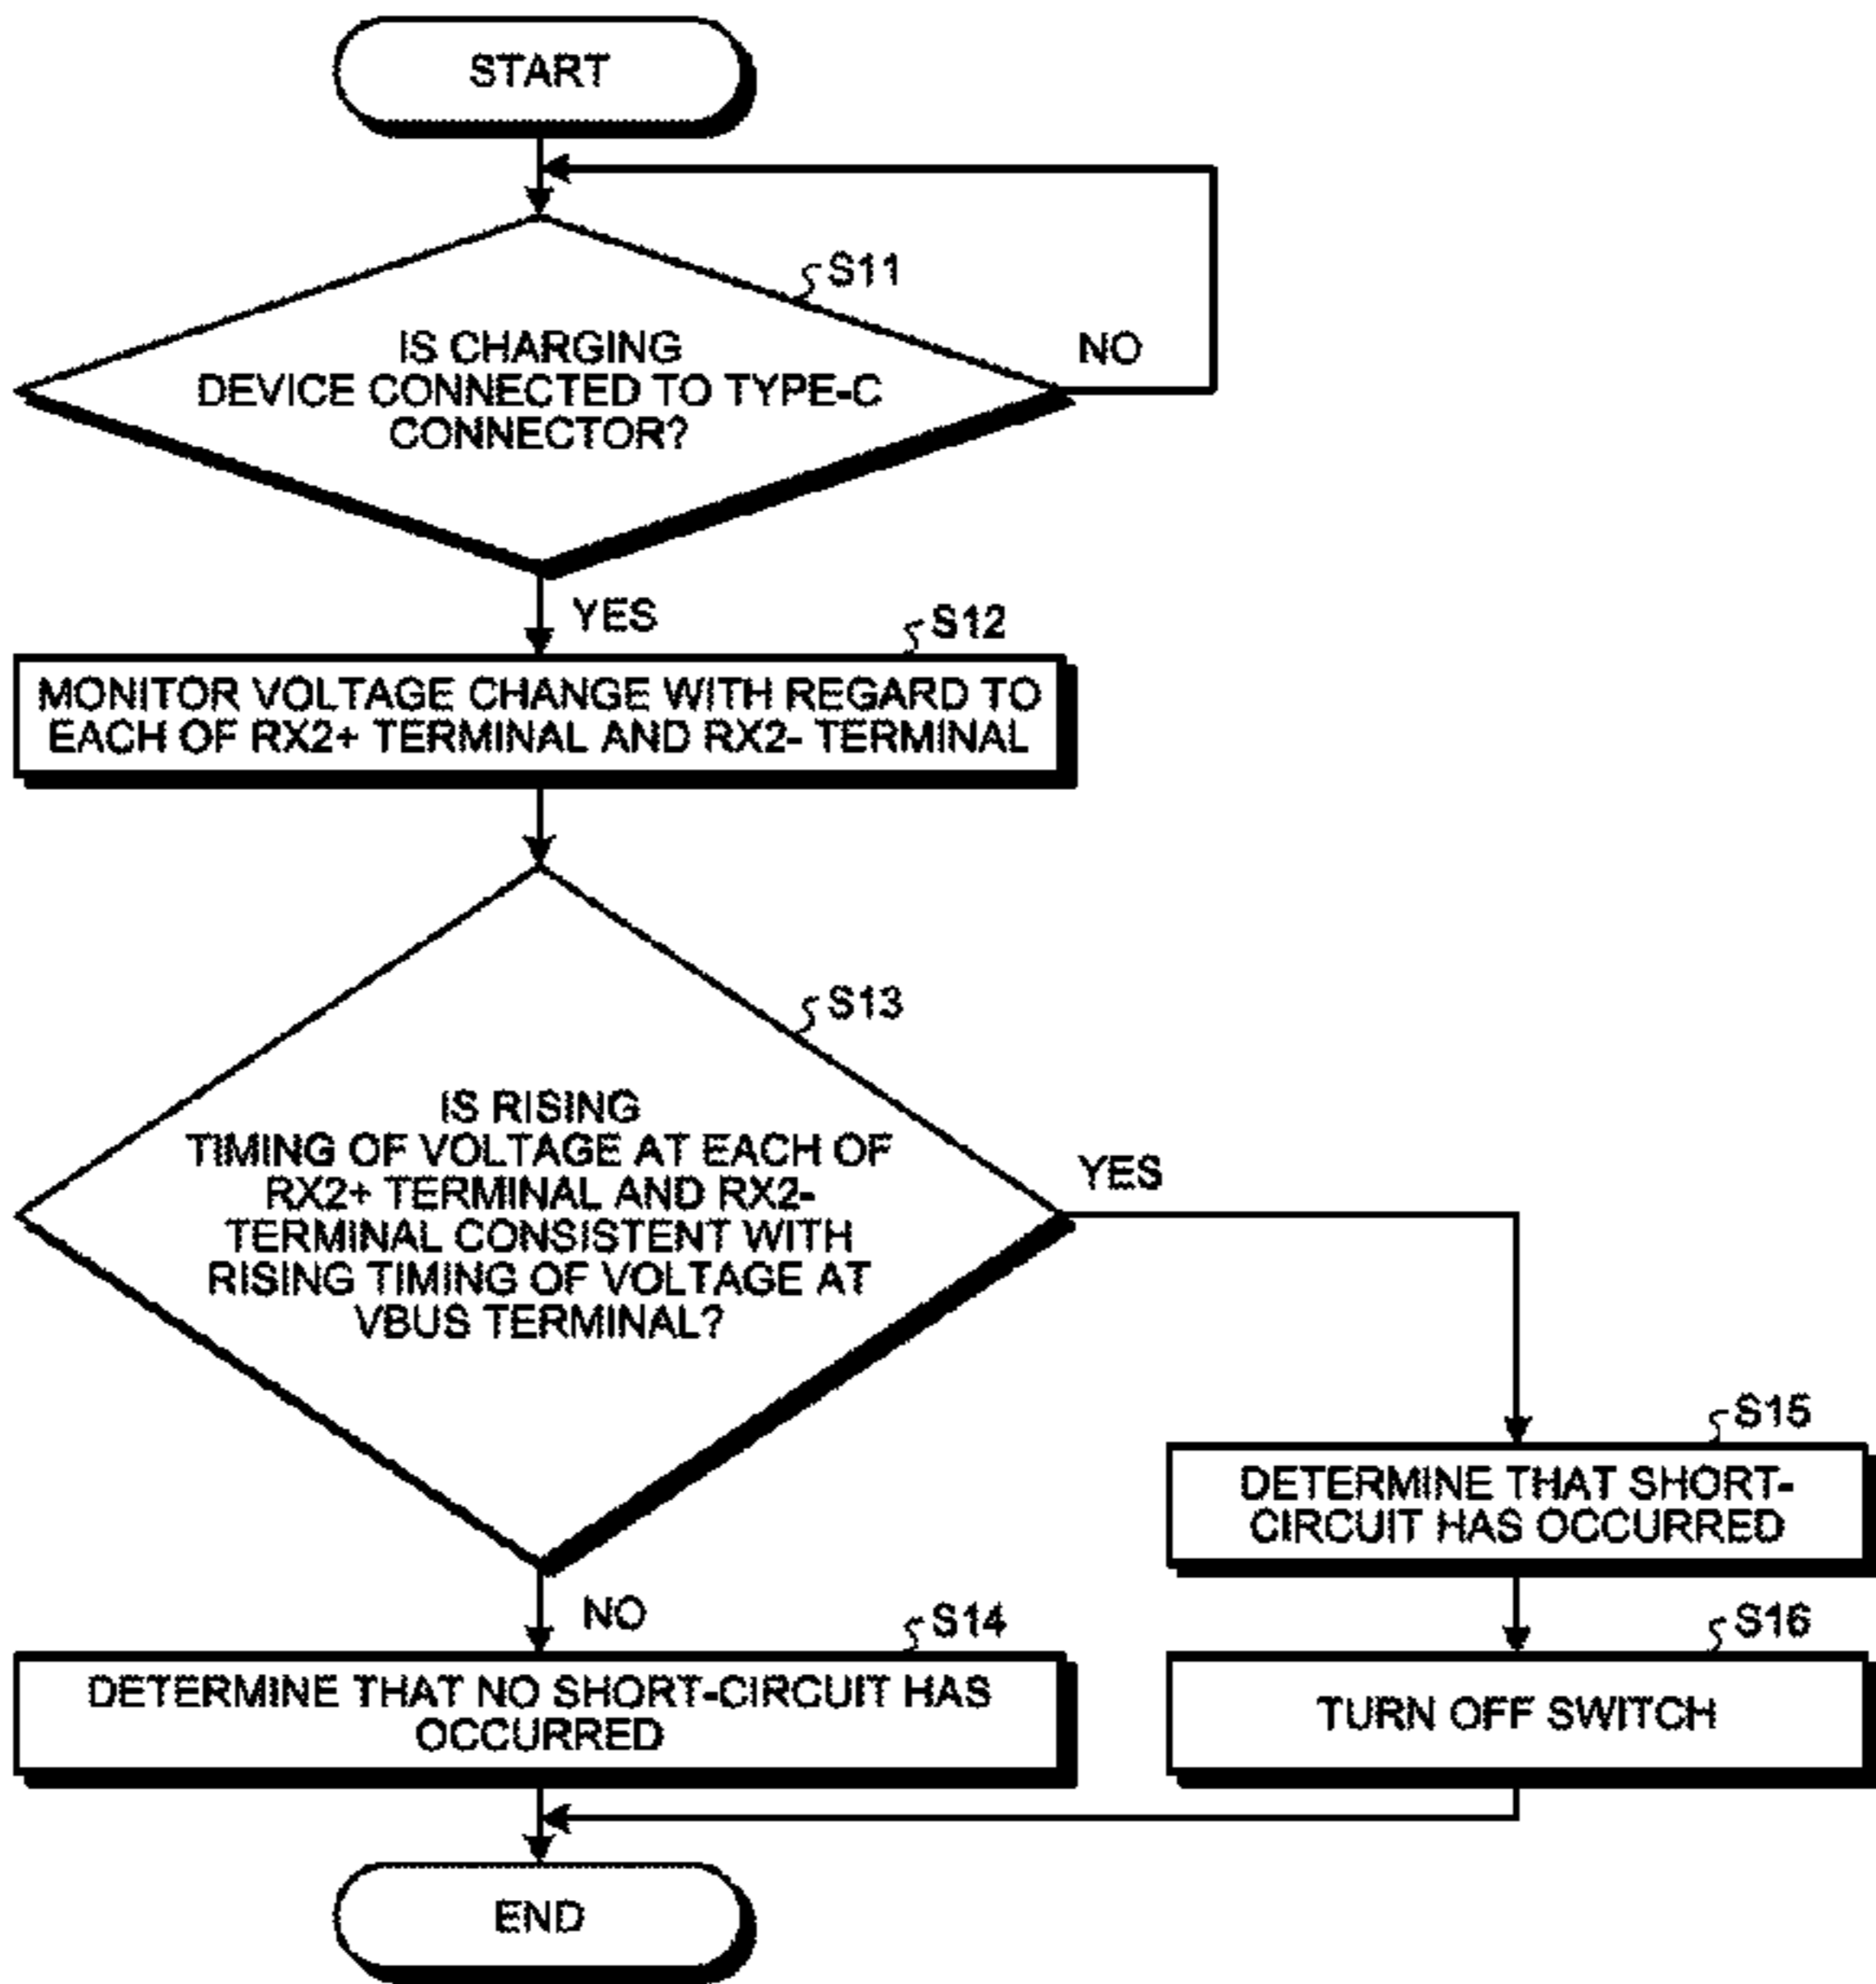 START
S11
IS CHARGING
DEVICE CONNECTED TO TYPE-C
CONNECTOR?
NO
YES
S12
MONITOR VOLTAGE CHANGE WITH REGARD TO
EACH OF RX2+ TERMINAL AND RX2- TERMINAL
S13
IS RISING
TIMING OF VOLTAGE AT EACH OF
RX2+ TERMINAL AND RX2-
TERMINAL CONSISTENT WITH
RISING TIMING OF VOLTAGE AT
VBUS TERMINAL?
YES
S15
DETERMINE THAT SHORT-
CIRCUIT HAS OCCURRED
NO
S14
DETERMINE THAT NO SHORT-CIRCUIT HAS
OCCURRED
S16
TURN OFF SWITCH
END